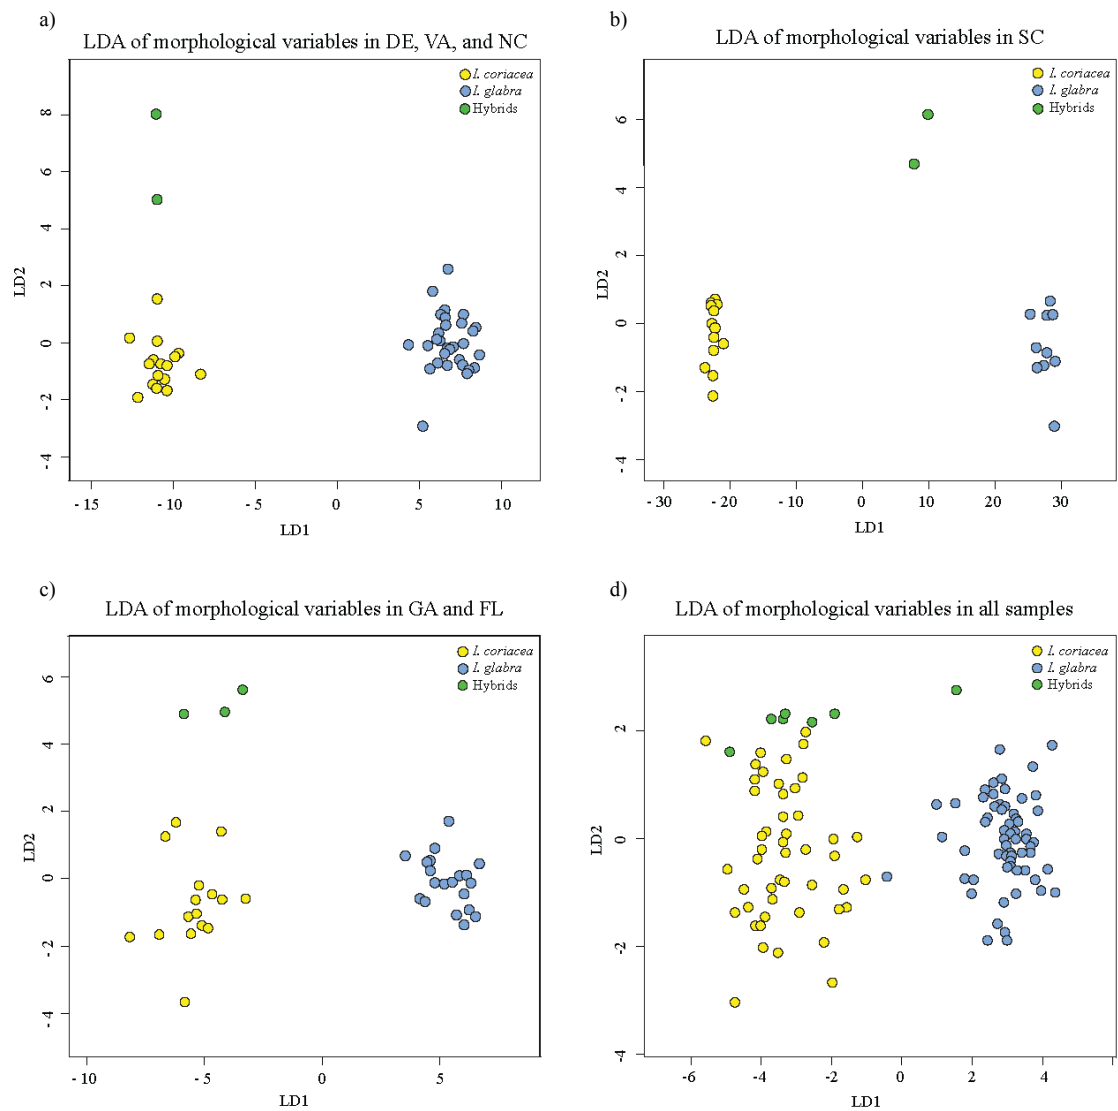 a)
LDA of morphological variables in DE, VA, and NC
I. coriacea
I. glabra
Hybrids
8
6
4
2
0
- 2
- 4
LD2
- 15
- 10
- 5
0
5
10
LD1
b)
LDA of morphological variables in SC
I. coriacea
I. glabra
Hybrids
6
4
2
0
- 2
- 4
LD2
- 30
- 20
- 10
0
10
20
30
LD1
c)
LDA of morphological variables in GA and FL
I. coriacea
I. glabra
Hybrids
6
4
2
0
- 2
- 4
LD2
- 10
- 5
0
5
LD1
d)
LDA of morphological variables in all samples
I. coriacea
I. glabra
Hybrids
2
0
-2
-4
LD2
-6
-4
-2
0
2
4
LD1